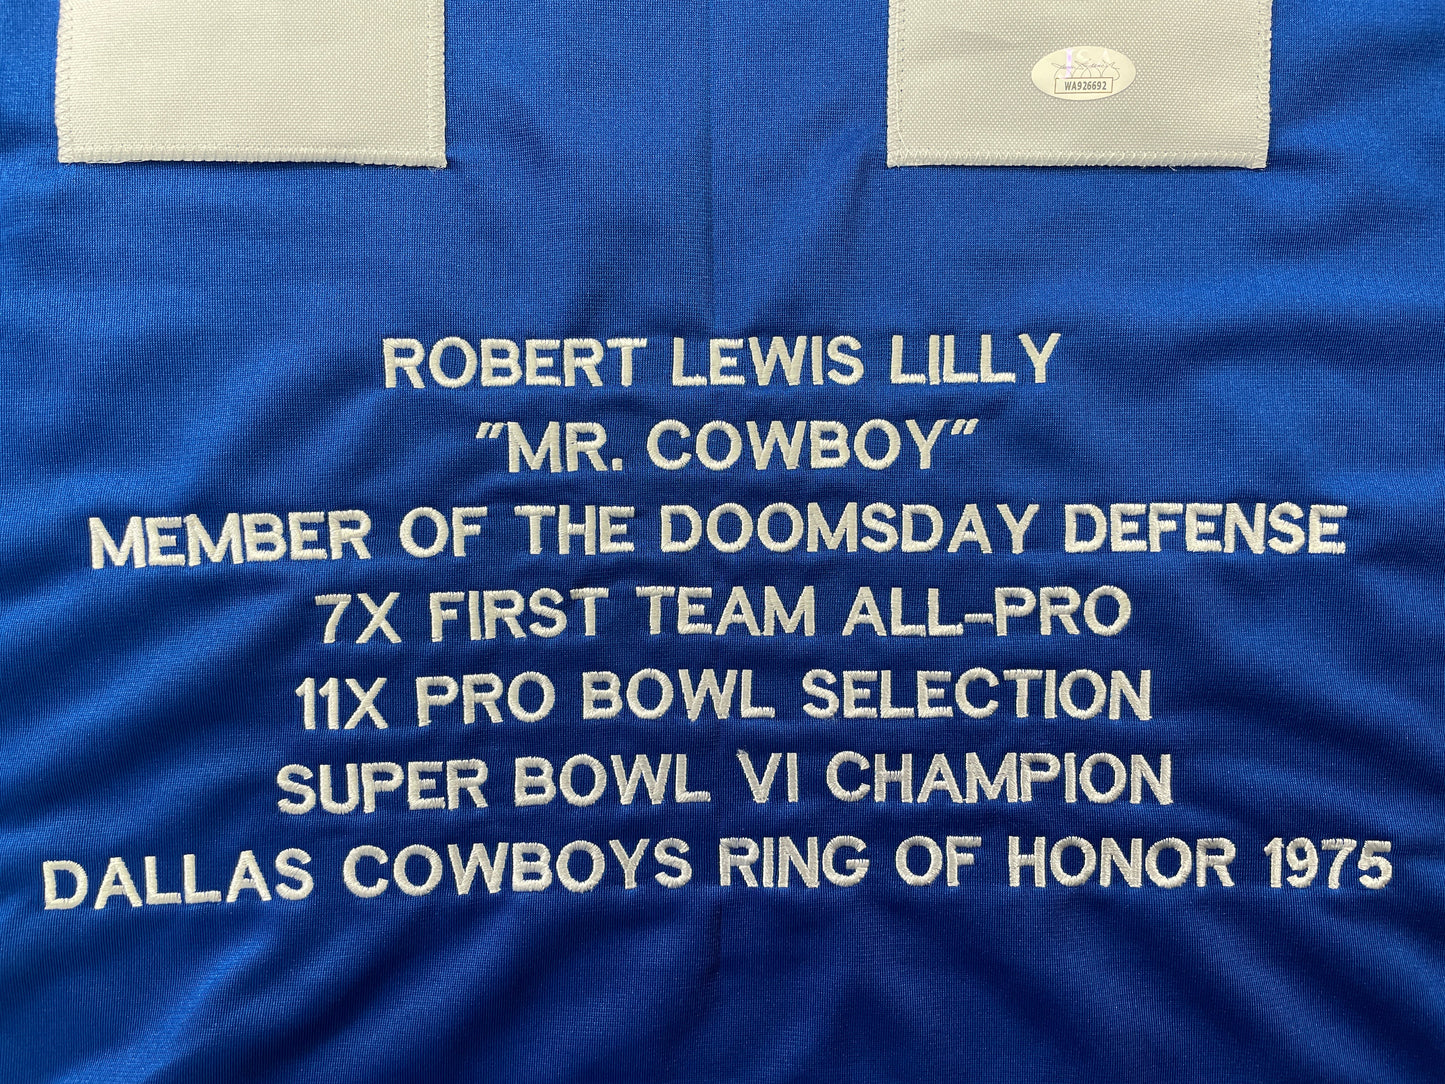 WA926692
ROBERT LEWIS LILLY
"MR. COWBOY"
MEMBER OF THE DOOMSDAY DEFENSE
7X FIRST TEAM ALL-PRO
11X PRO BOWL SELECTION
SUPER BOWL VI CHAMPION
DALLAS COWBOYS RING OF HONOR 1975